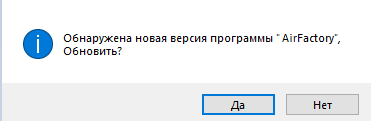 Обнаружена новая версия программы " AirFactory",
Обновить?
Да
Нет